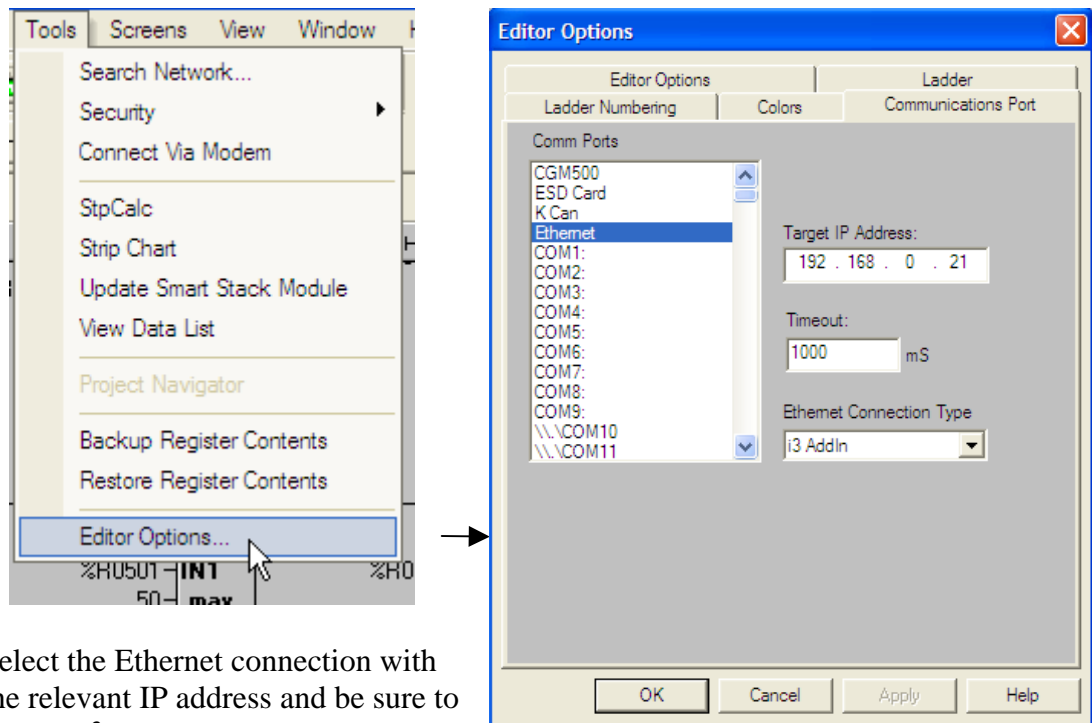 Tools Screens View Window
Search Network...
Security
Connect Via Modem
StpCalc
Strip Chart
Update Smart Stack Module
View Data List
Project Navigator
Backup Register Contents
Restore Register Contents
Editor Options...
%R0501 IN1 %R0
50 max
Editor Options
Editor Options Ladder
Ladder Numbering Colors Communications Port
Comm Ports
CGM500
ESD Card
K Can
Ethernet
COM1:
COM2:
COM3:
COM4:
COM5:
COM6:
COM7:
COM8:
COM9:
\\.\COM10
\\.\COM11
Target IP Address:
192 . 168 . 0 . 21
Timeout:
1000 mS
Ethernet Connection Type
i3 AddIn
OK Cancel Apply Help
elect the Ethernet connection with
he relevant IP address and be sure to